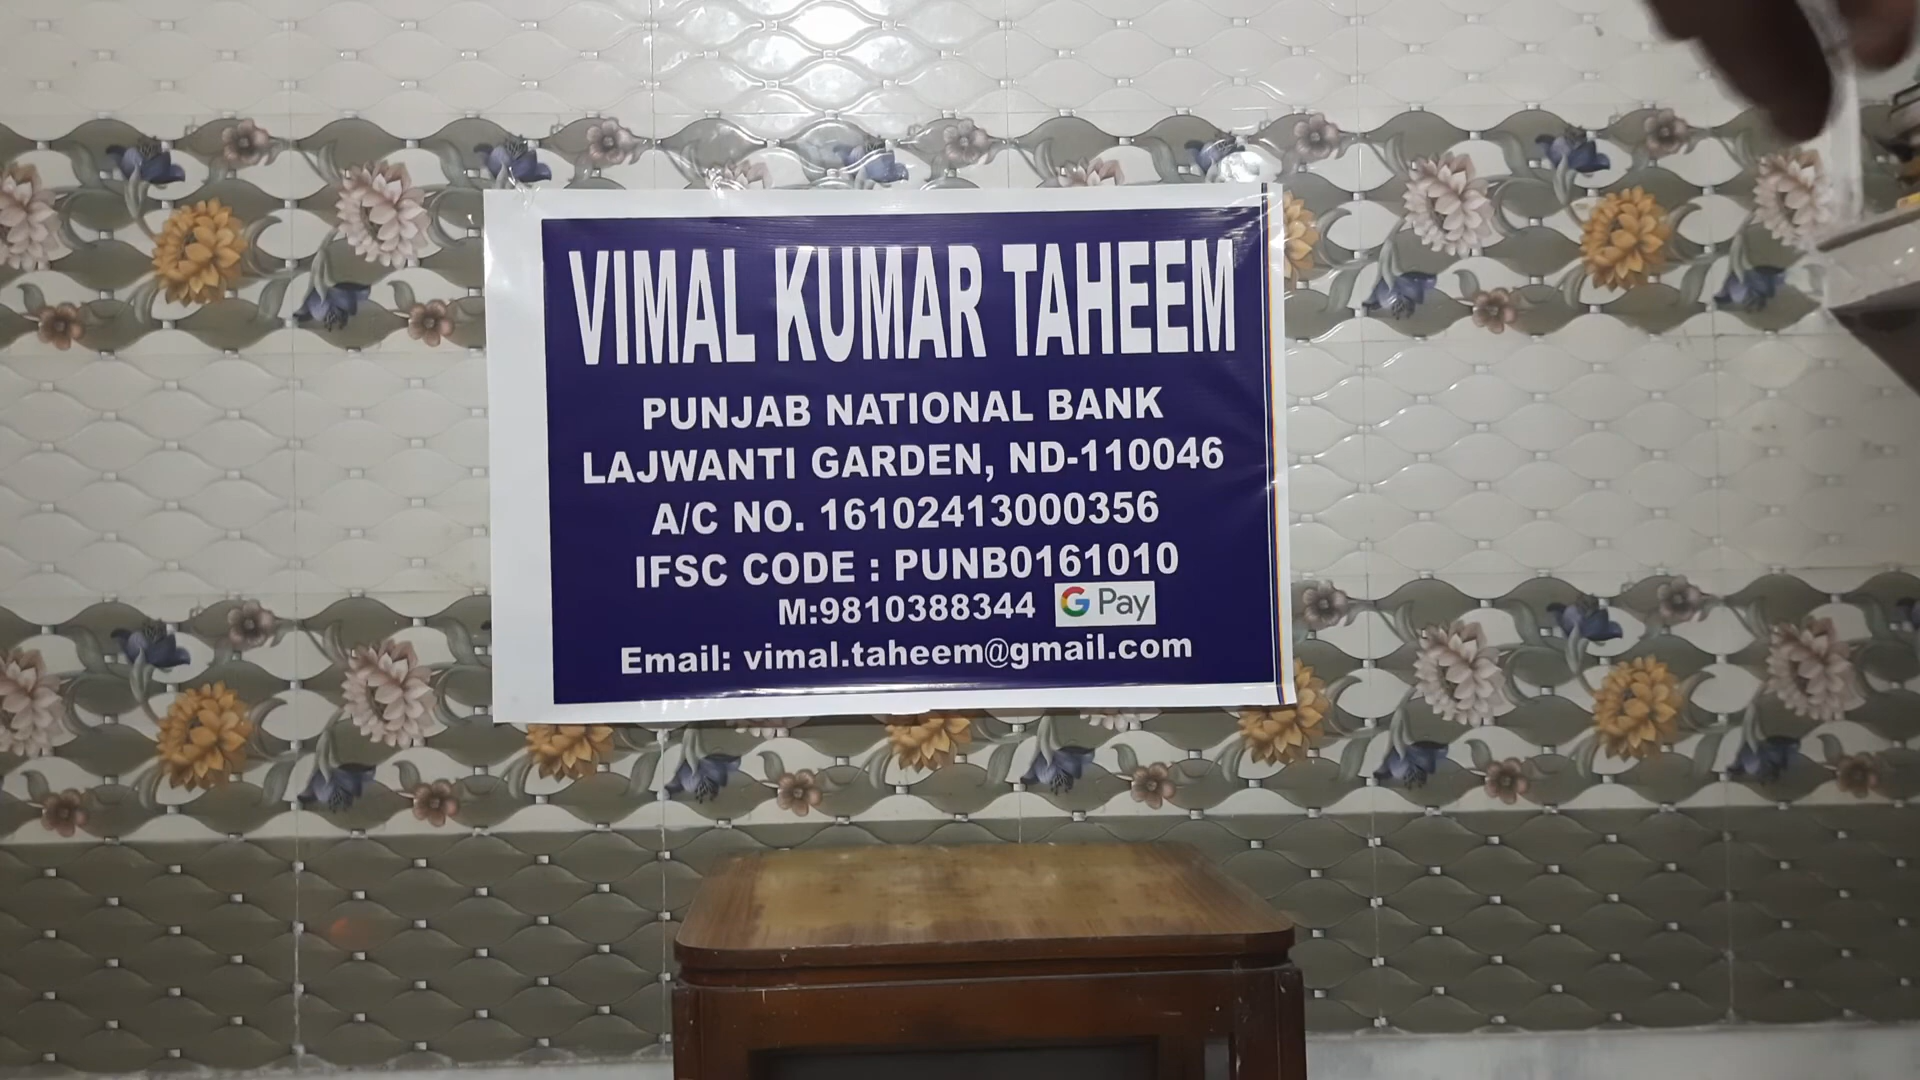 VIMAL KUMAR TAHEEM
PUNJAB NATIONAL BANK
LAJWANTI GARDEN, ND-110046
A/C NO. 16102413000356
IFSC CODE : PUNB0161010
M:9810388344 G Pay
Email: vimal.taheem@gmail.com